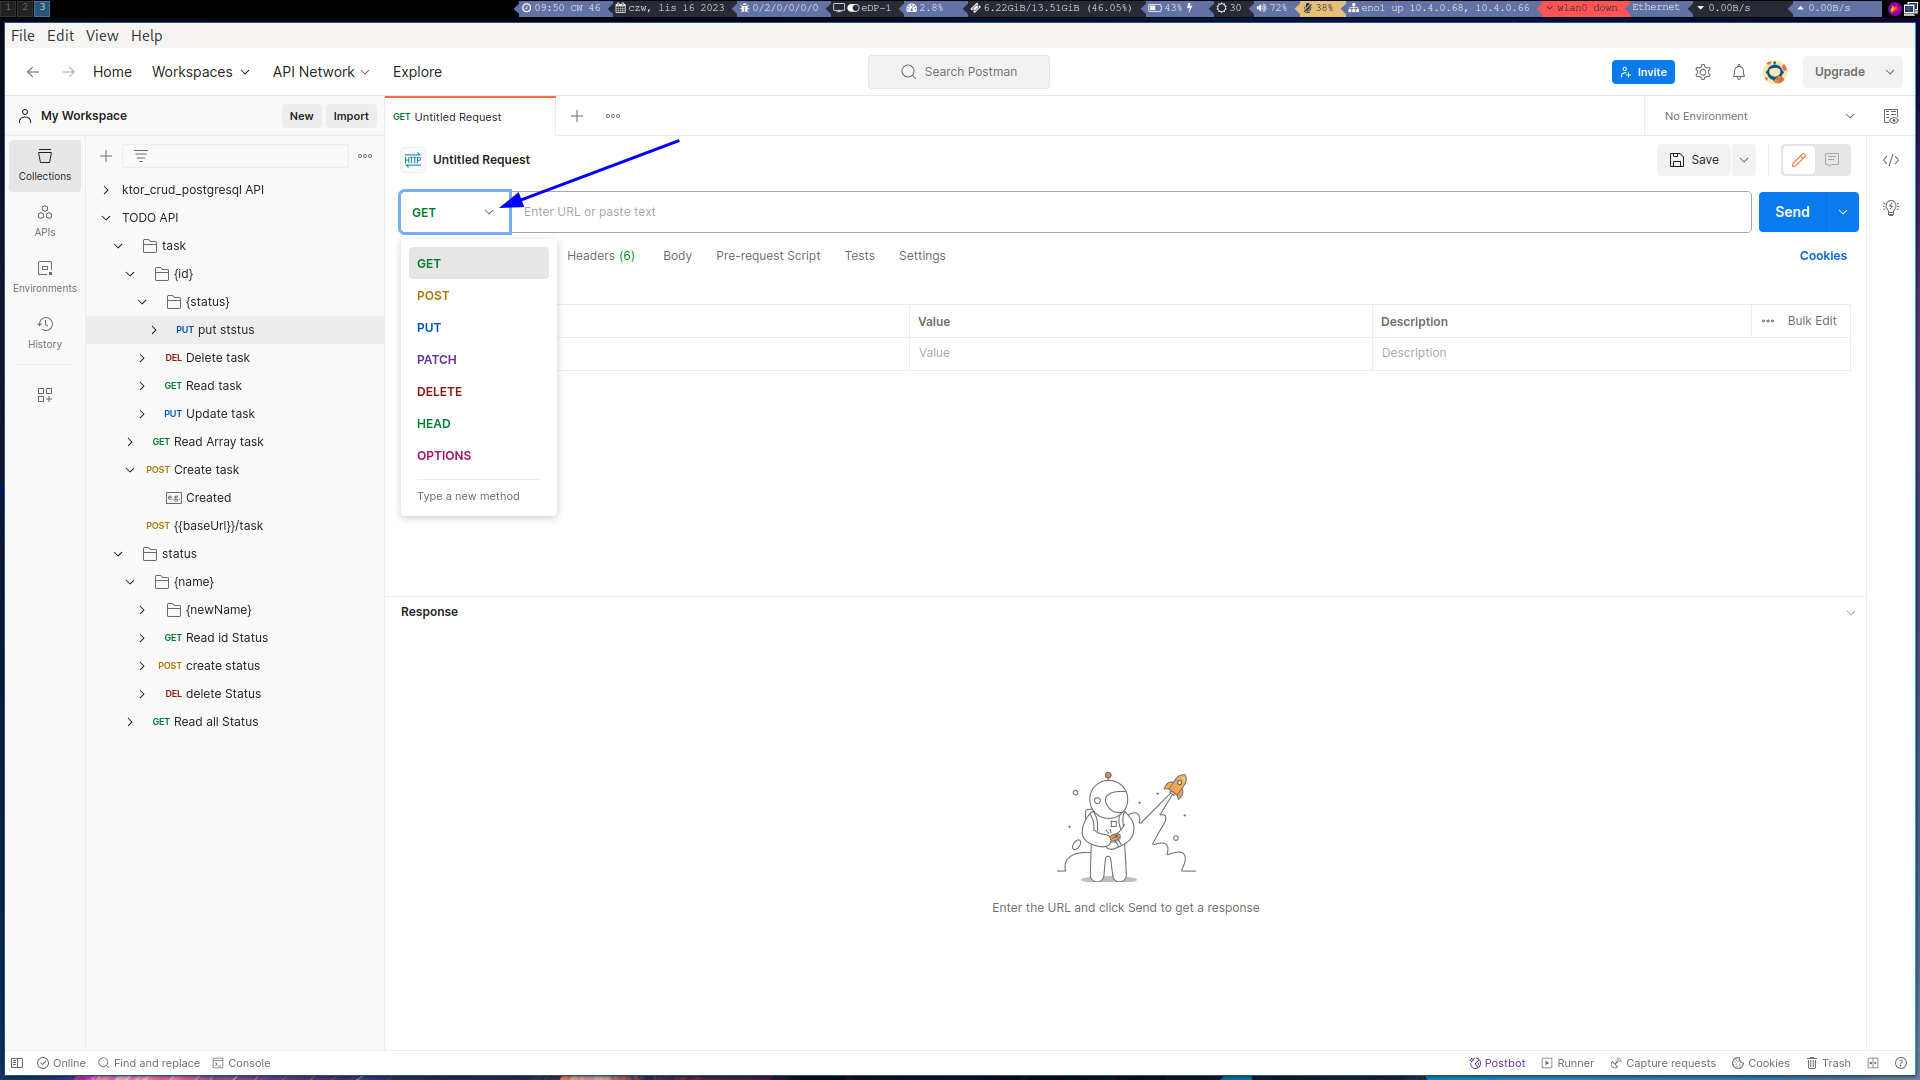 1 2 3 09:50 CW 46 czw, lis 16 2023 0/2/0/0/0/0 eDP-1 2.8% 6.22GiB/13.51GiB (46.05%) 43% 30 72% 38% eno1 up 10.4.0.68, 10.4.0.66 wlan0 down Ethernet 0.00B/s 0.00B/s
File Edit View Help
Home Workspaces API Network Explore Search Postman Invite Upgrade
My Workspace New Import GET Untitled Request No Environment
Collections
APIs
Environments
History
ktor_crud_postgresql API
TODO API
task
{id}
{status}
PUT put ststus
DEL Delete task
GET Read task
PUT Update task
GET Read Array task
POST Create task
e.g. Created
POST {{baseUrl}}/task
status
{name}
{newName}
GET Read id Status
POST create status
DEL delete Status
GET Read all Status
HTTP Untitled Request Save
GET Enter URL or paste text Send
Headers (6) Body Pre-request Script Tests Settings Cookies
GET
POST
PUT
PATCH
DELETE
HEAD
OPTIONS
Type a new method
Value Description Bulk Edit
Value Description
Response
Enter the URL and click Send to get a response
Online Find and replace Console Postbot Runner Capture requests Cookies Trash